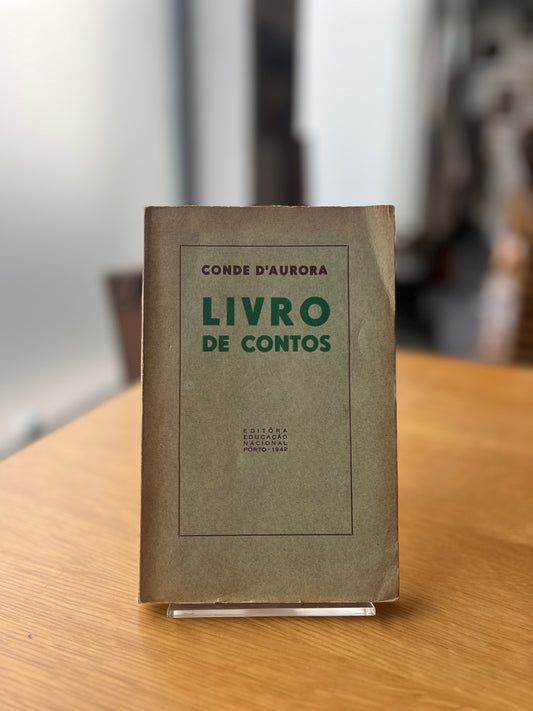 CONDE D'AURORA
LIVRO
DE CONTOS
EDITÔRA
EDUCAÇÃO
NACIONAL
PÔRTO - 1942